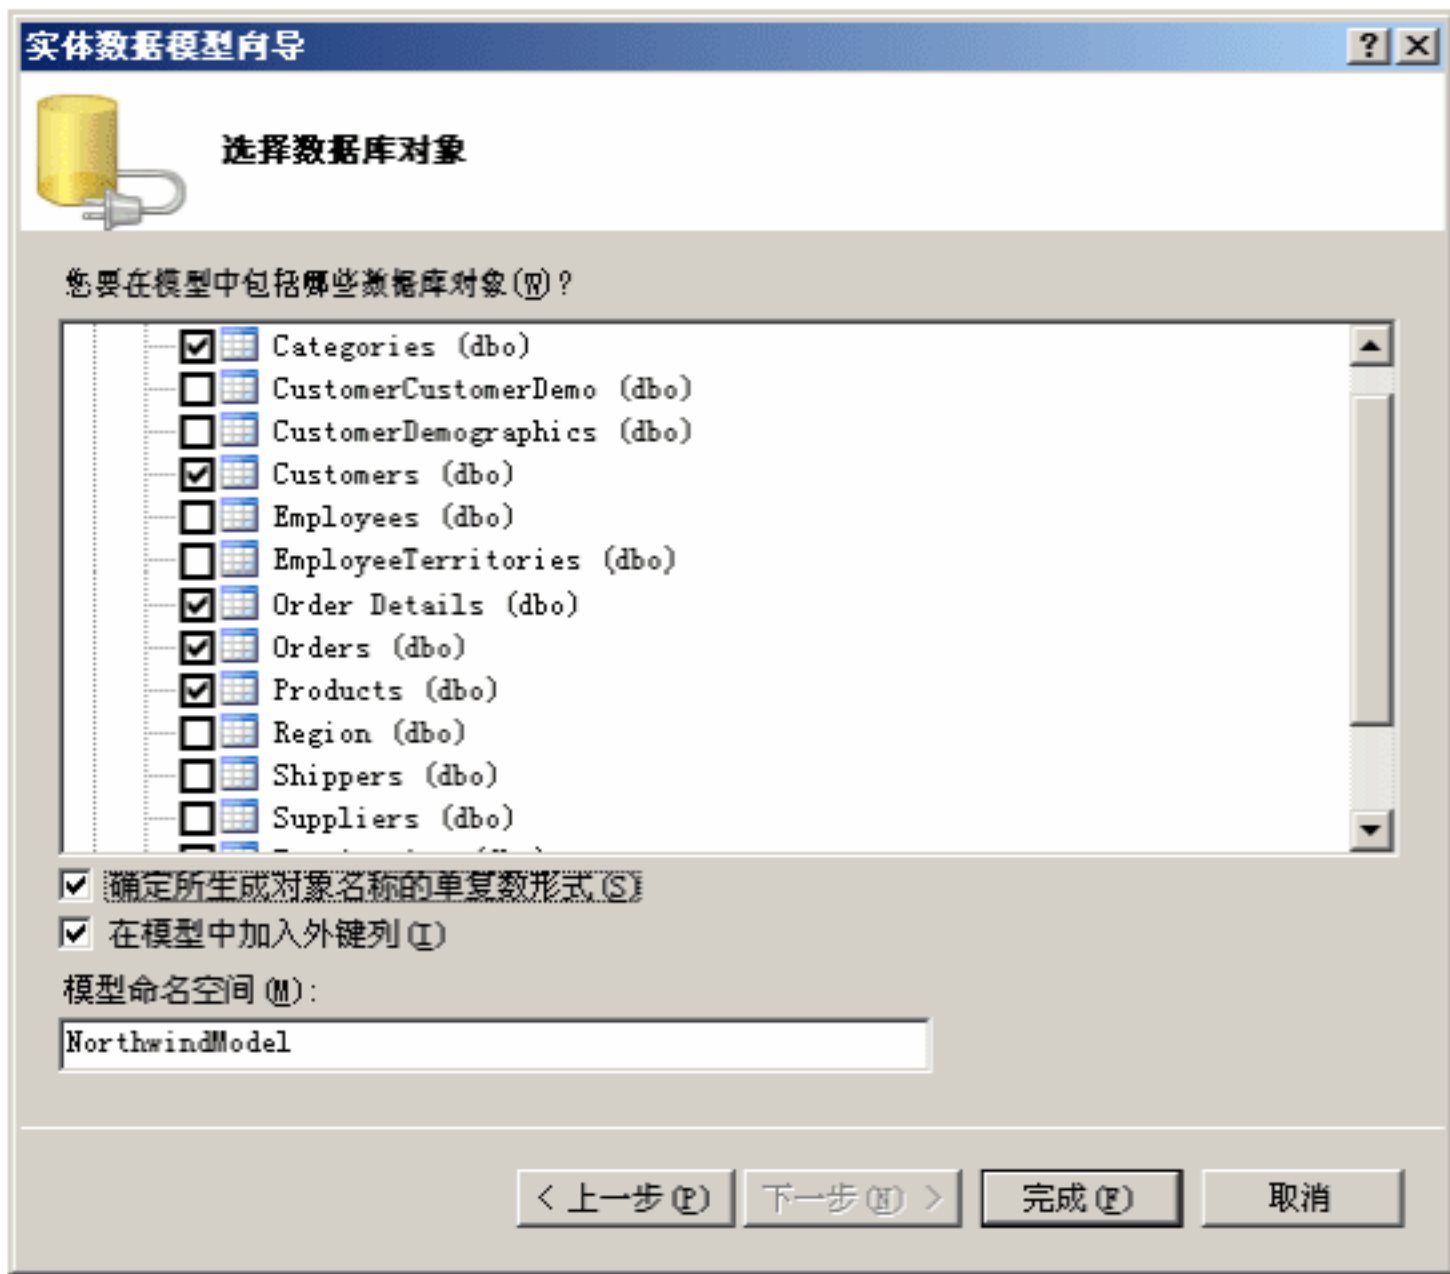 实体数据模型向导
选择数据库对象
您要在模型中包括哪些数据库对象(W)?
Categories (dbo)
CustomerCustomerDemo (dbo)
CustomerDemographics (dbo)
Customers (dbo)
Employees (dbo)
EmployeeTerritories (dbo)
Order Details (dbo)
Orders (dbo)
Products (dbo)
Region (dbo)
Shippers (dbo)
Suppliers (dbo)
确定所生成对象名称的单复数形式(S)
在模型中加入外键列(I)
模型命名空间(M):
NorthwindModel
< 上一步(P) 下一步(N) > 完成(F) 取消